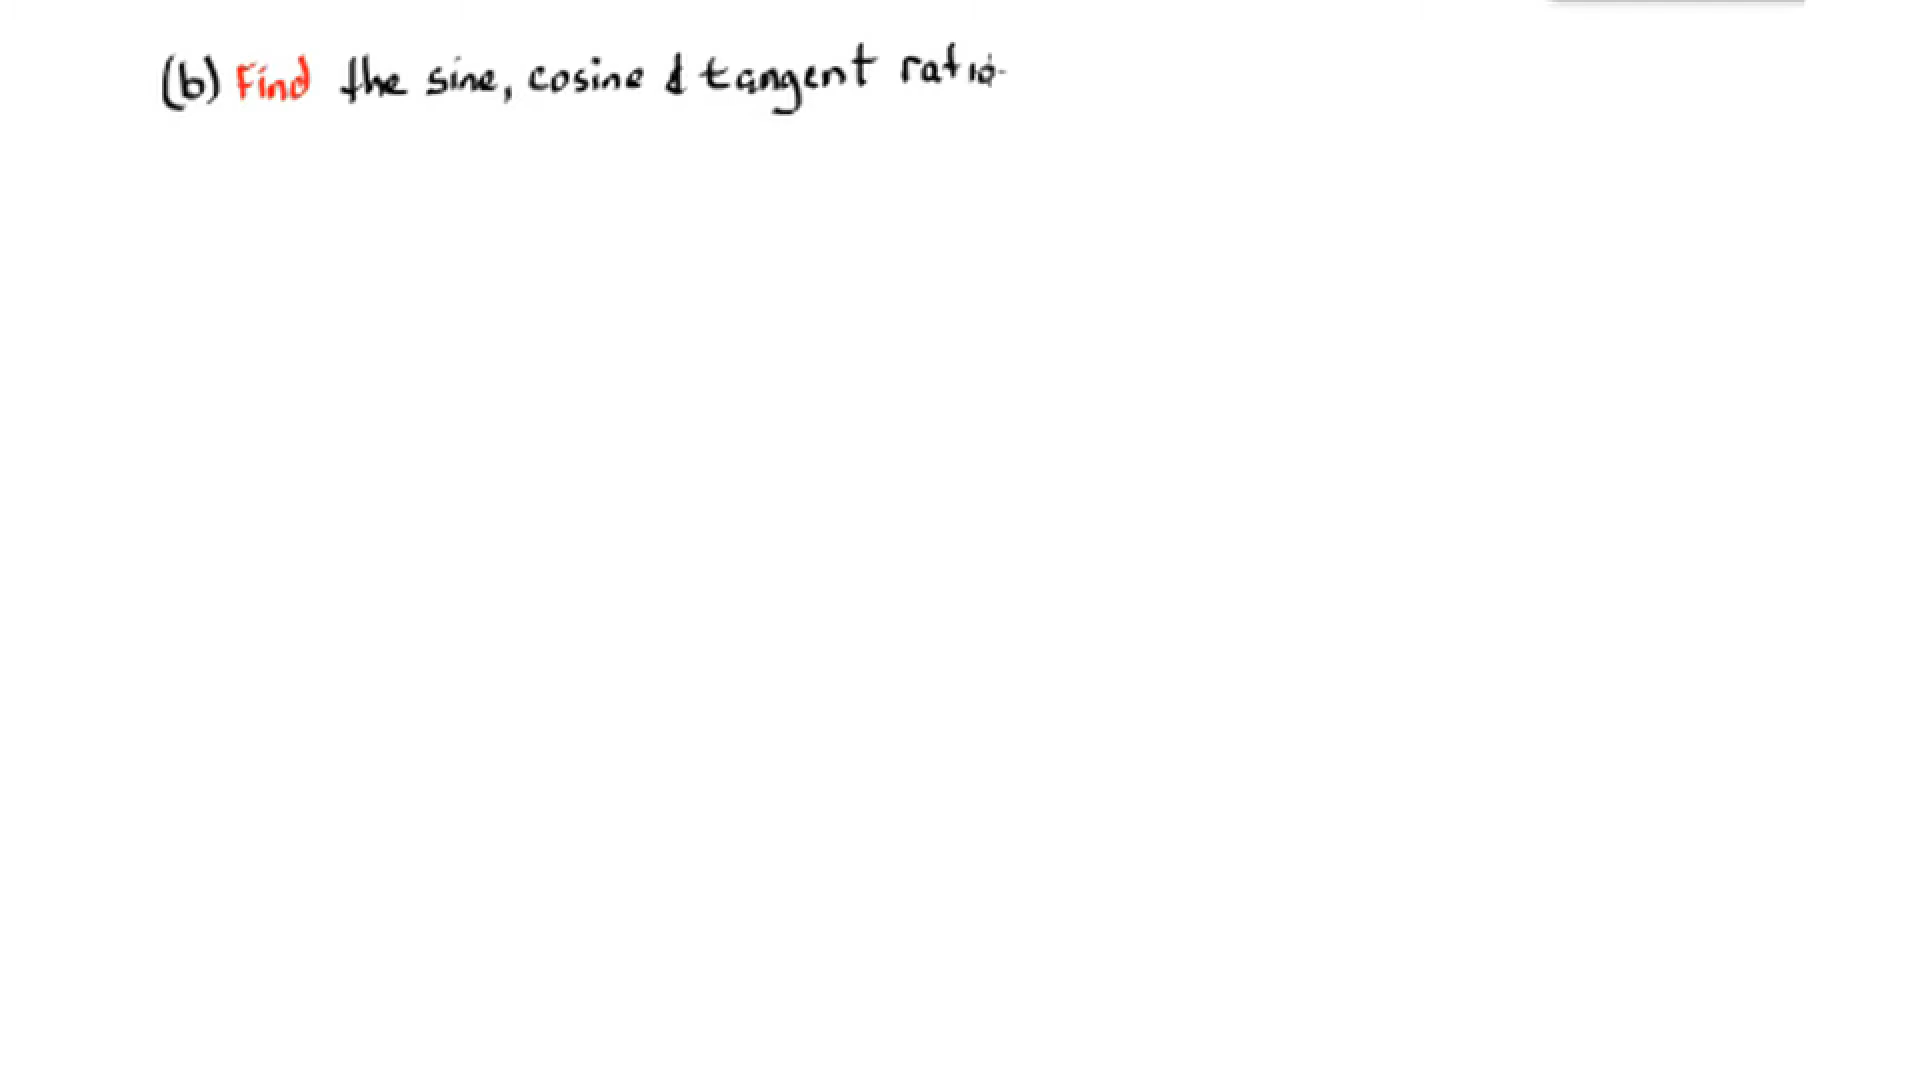 (b) Find the sine, cosine & tangent ratio